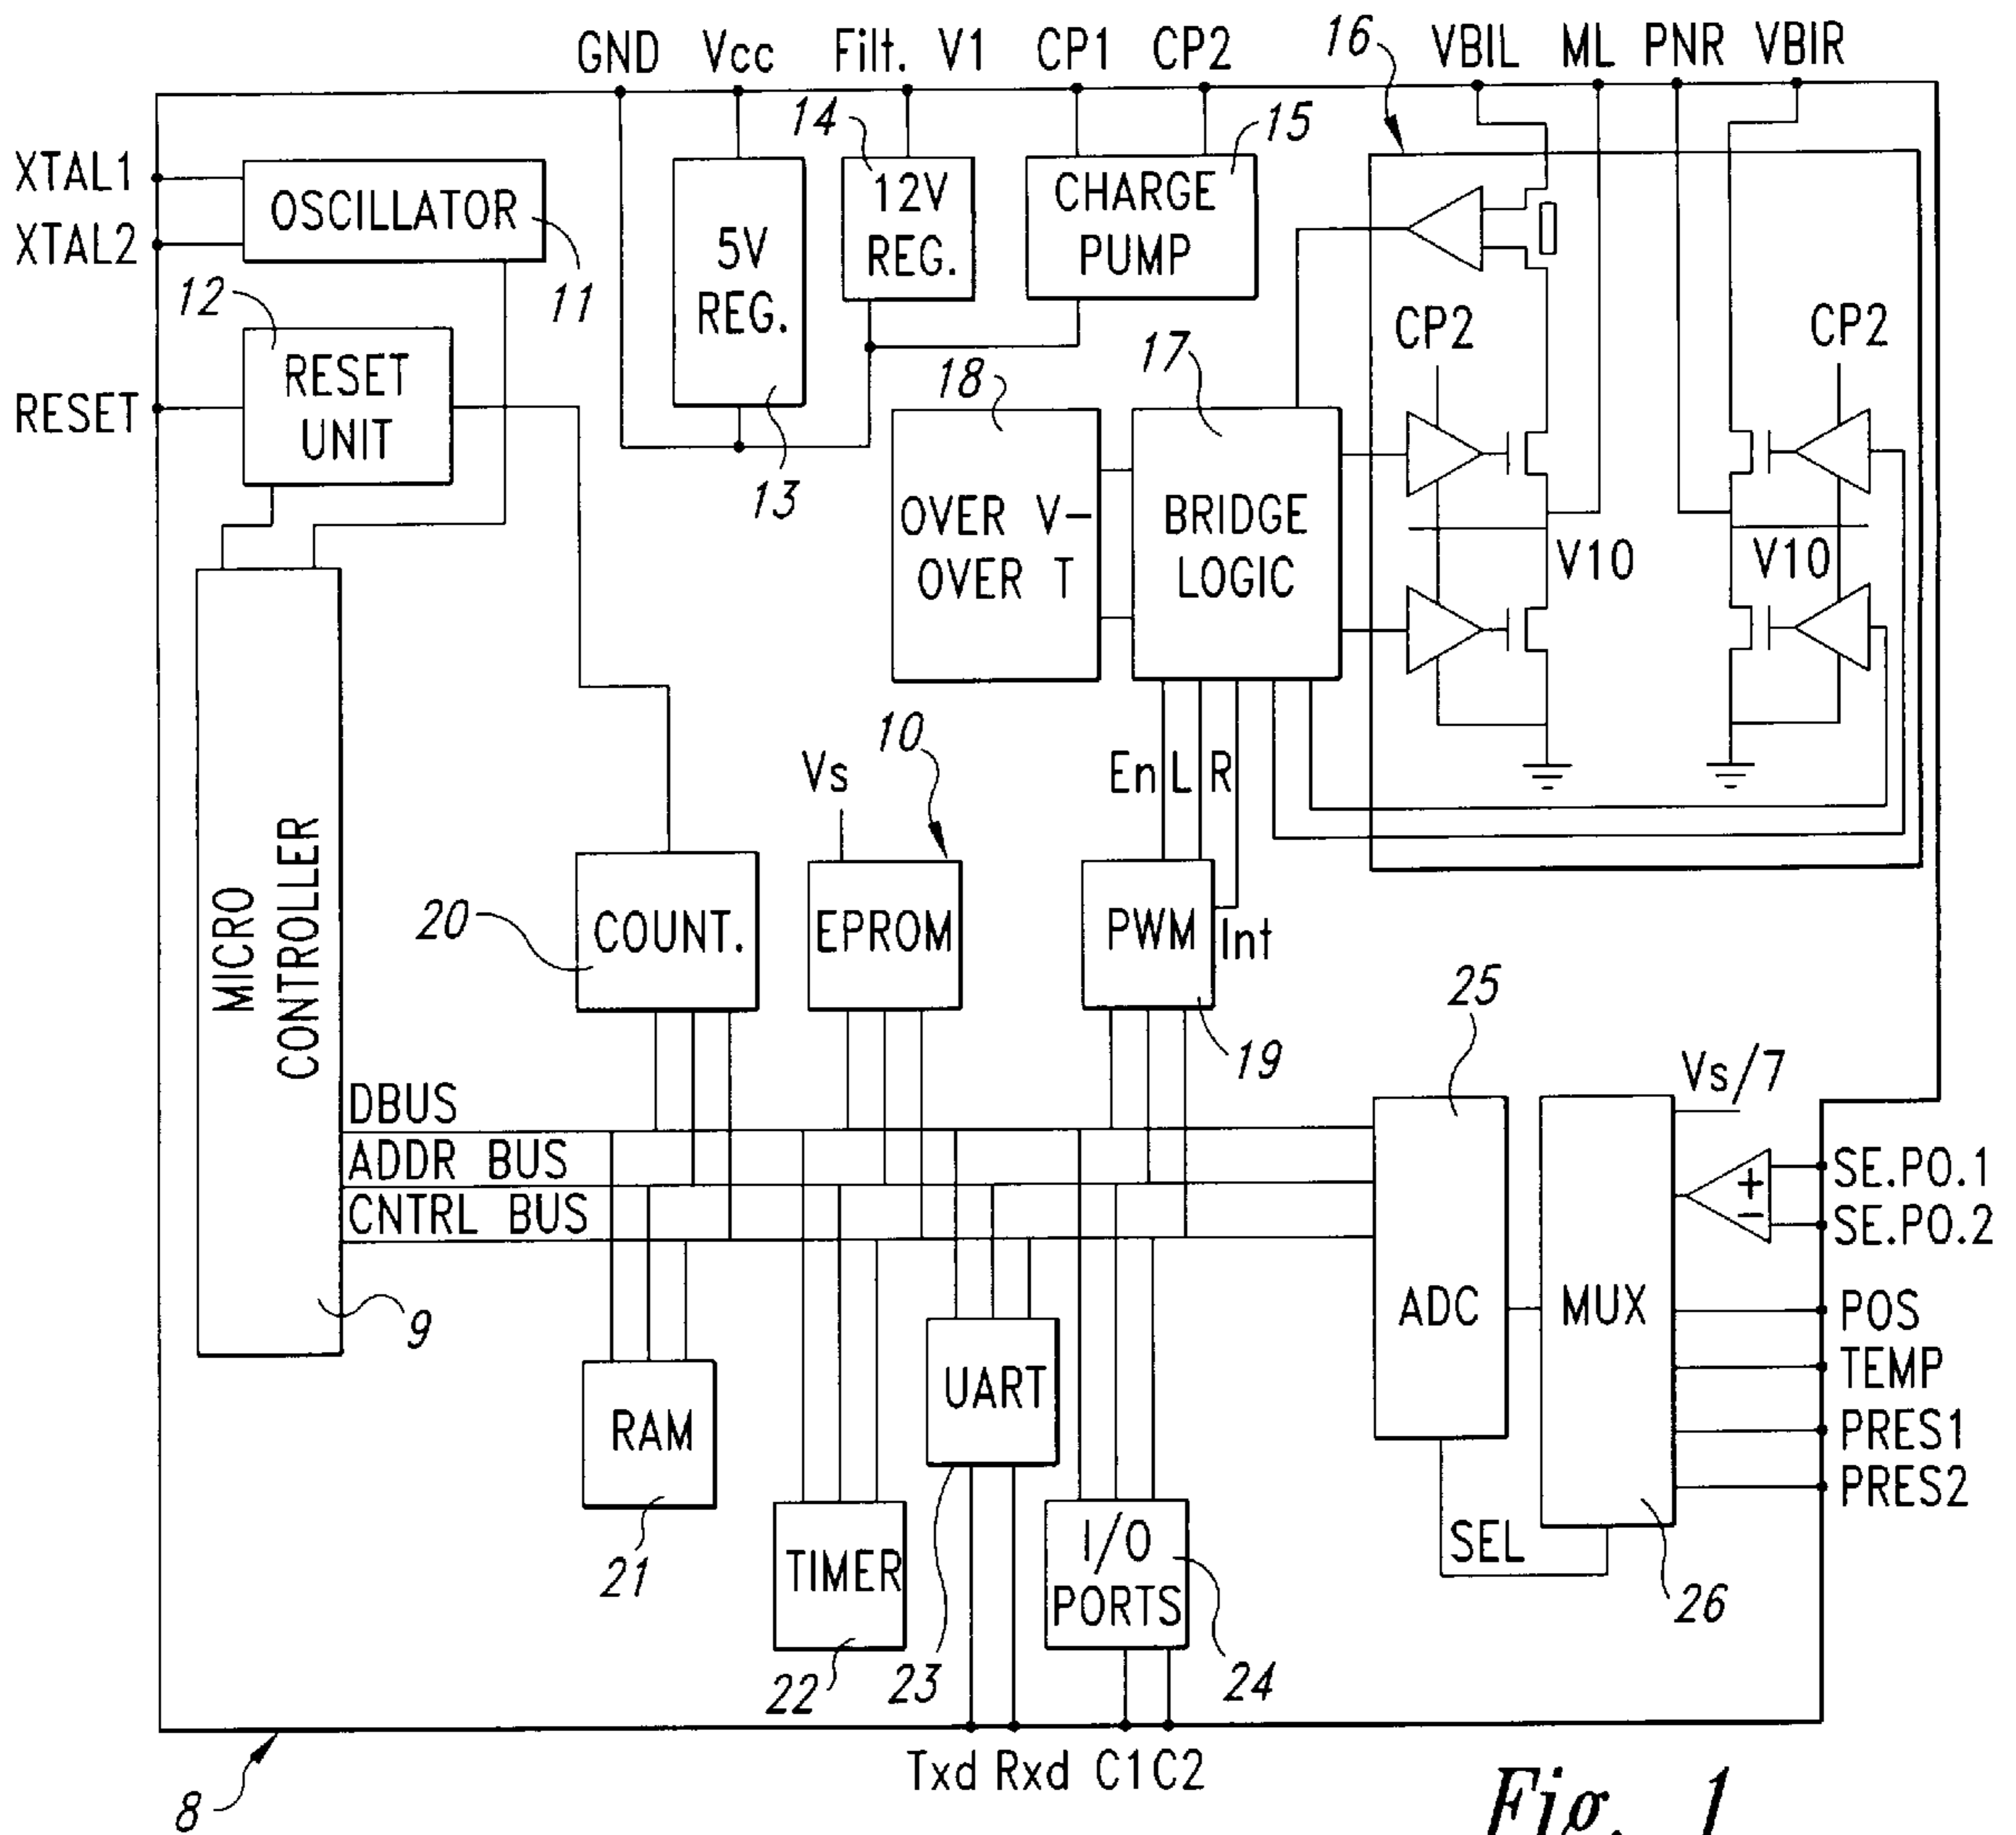 GND Vcc Filt. V1 CP1 CP2 16 VBIL ML PNR VBIR
14 15
XTAL1
XTAL2
OSCILLATOR
11
5V
REG.
13
12V
REG.
CHARGE
PUMP
12
RESET
RESET
UNIT
CP2
CP2
18
17
OVER V-
OVER T
BRIDGE
LOGIC
V10
V10
MICRO
CONTROLLER
9
Vs
10
En L R
20
COUNT.
EPROM
PWM
Int
19
25
Vs/7
DBUS
ADDR BUS
CNTRL BUS
ADC
MUX
+
-
SE.PO.1
SE.PO.2
POS
TEMP
PRES1
PRES2
SEL
26
RAM
21
TIMER
22
UART
23
I/O
PORTS
24
Txd Rxd C1 C2
8
Fig. 1